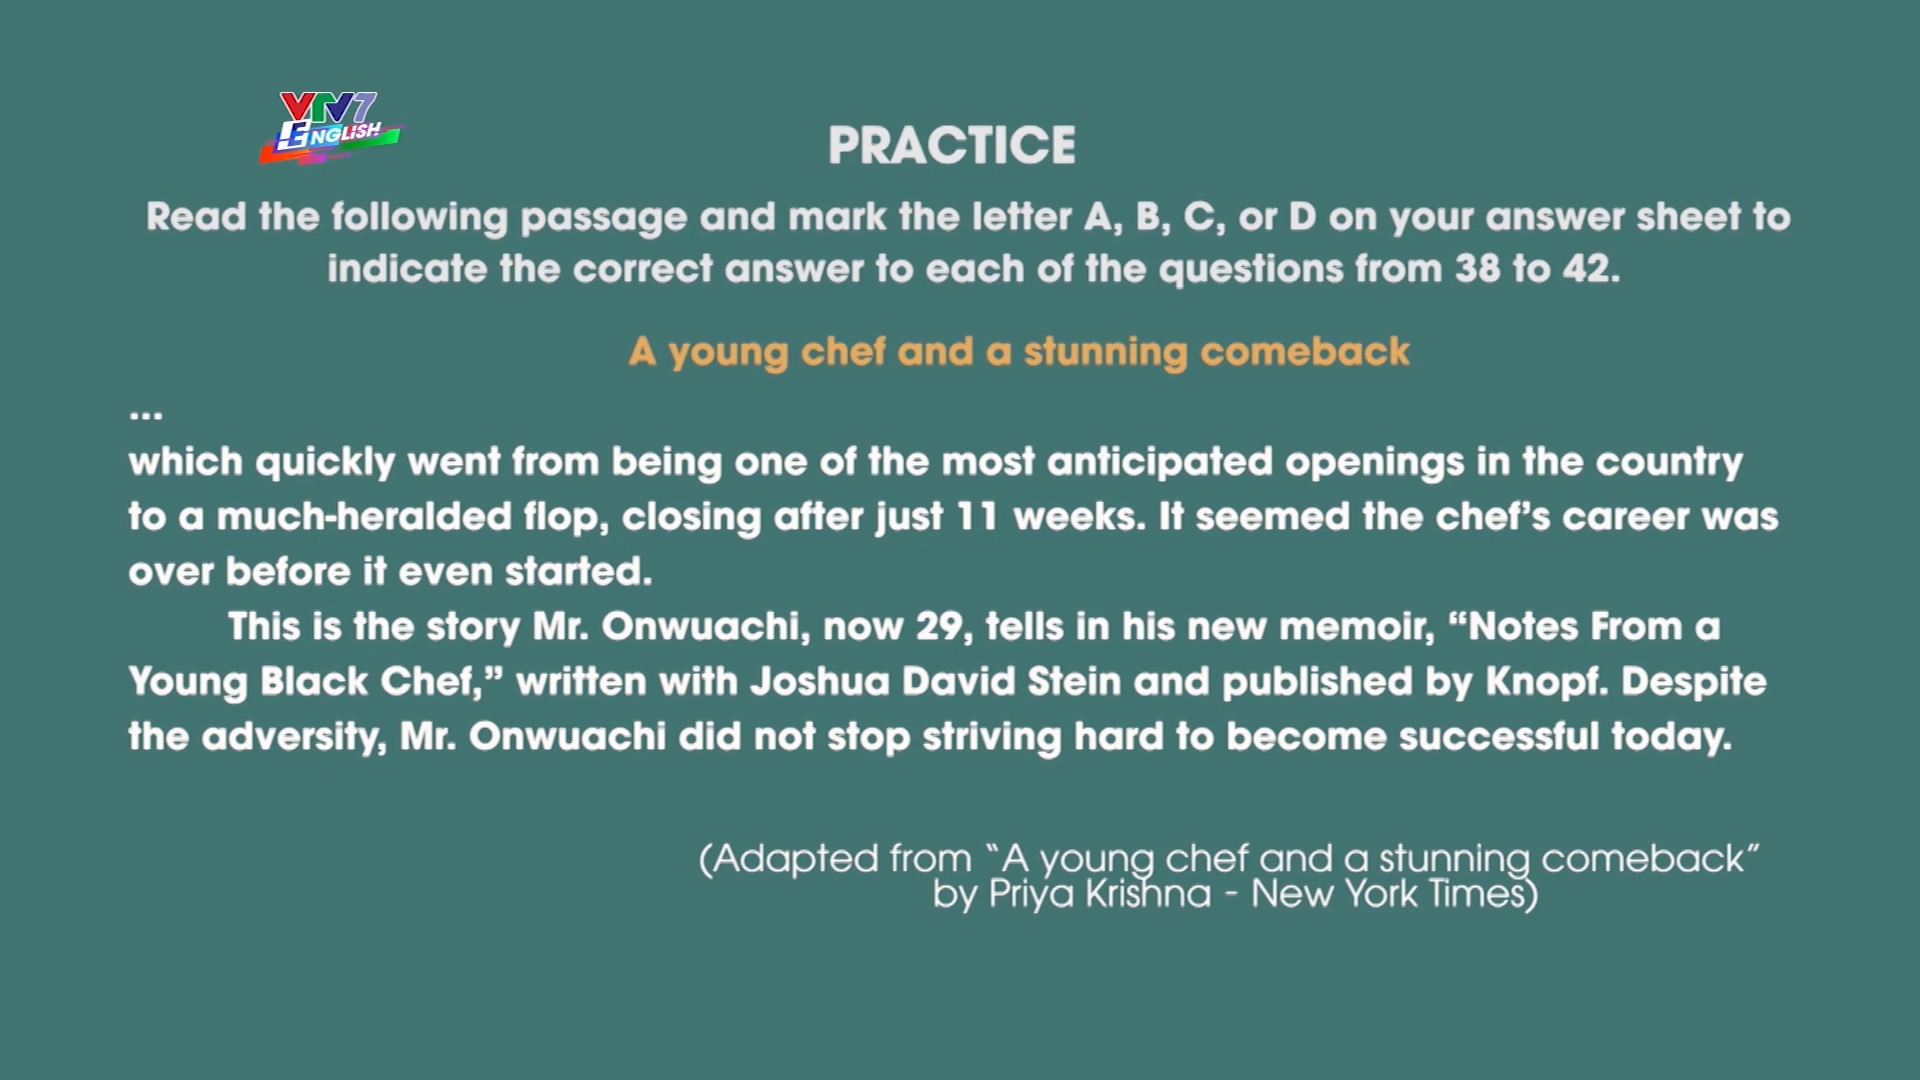 VTV7
ENGLISH
PRACTICE
Read the following passage and mark the letter A, B, C, or D on your answer sheet to
indicate the correct answer to each of the questions from 38 to 42.
A young chef and a stunning comeback
...
which quickly went from being one of the most anticipated openings in the country
to a much-heralded flop, closing after just 11 weeks. It seemed the chef’s career was
over before it even started.
This is the story Mr. Onwuachi, now 29, tells in his new memoir, “Notes From a
Young Black Chef,” written with Joshua David Stein and published by Knopf. Despite
the adversity, Mr. Onwuachi did not stop striving hard to become successful today.
(Adapted from “A young chef and a stunning comeback”
by Priya Krishna - New York Times)